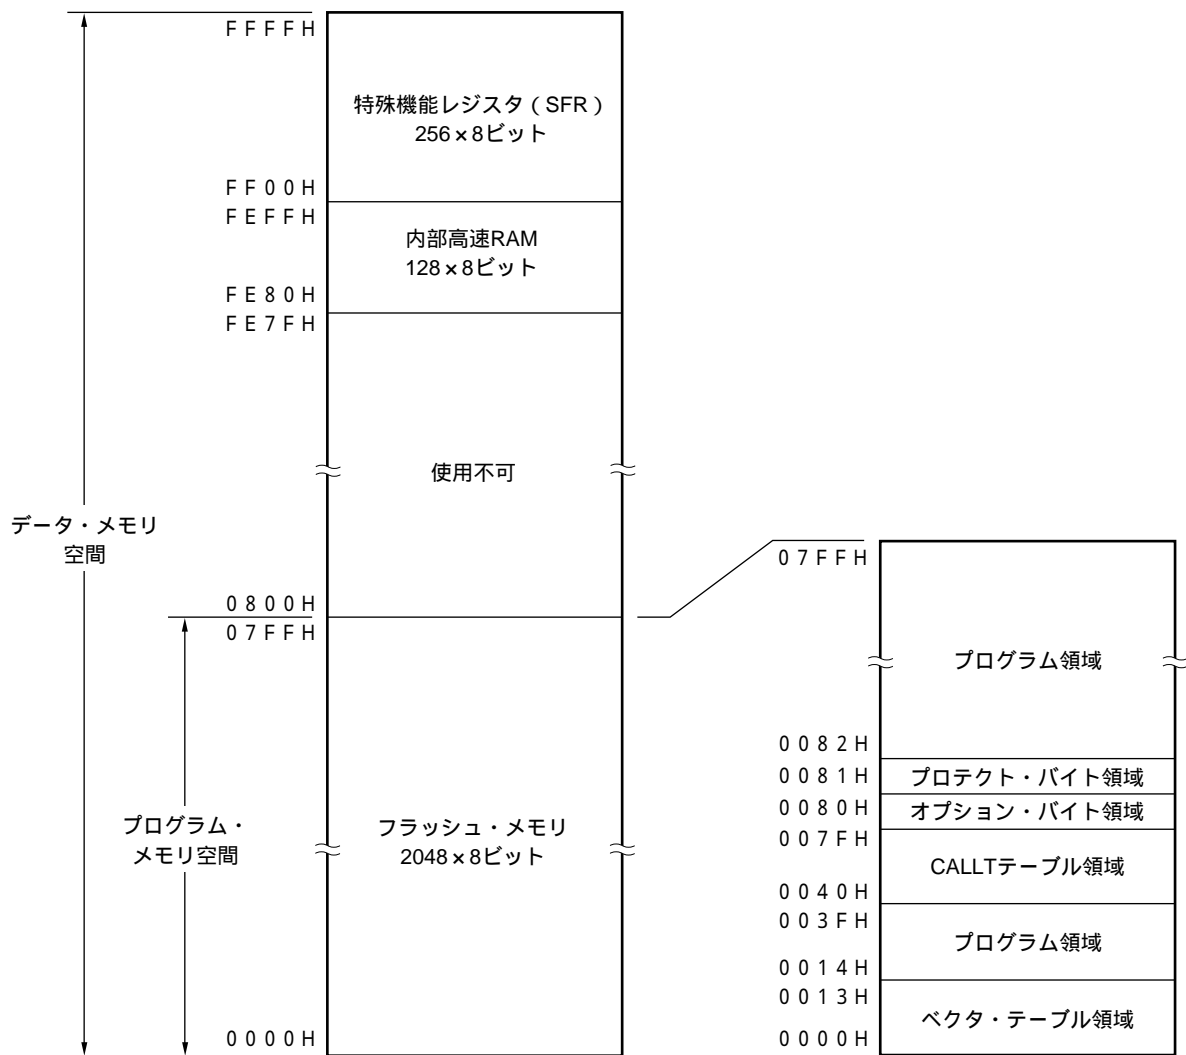 FFFFH
特殊機能レジスタ（SFR）
256×8ビット
FF00H
FEFFH
内部高速RAM
128×8ビット
FE80H
FE7FH
使用不可
データ・メモリ
空間
0800H
07FFH
プログラム・
メモリ空間
フラッシュ・メモリ
2048×8ビット
0000H
07FFH
プログラム領域
0082H
0081H
プロテクト・バイト領域
0080H
オプション・バイト領域
007FH
CALLTテーブル領域
0040H
003FH
プログラム領域
0014H
0013H
ベクタ・テーブル領域
0000H